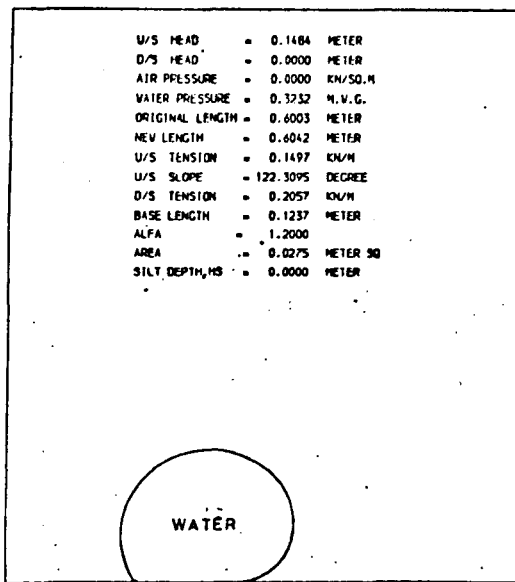 U/S HEAD = 0.1484 METER
D/S HEAD = 0.0000 METER
AIR PRESSURE = 0.0000 KN/SQ.M
WATER PRESSURE = 0.3232 M.W.G.
ORIGINAL LENGTH = 0.6003 METER
NEW LENGTH = 0.6042 METER
U/S TENSION = 0.1497 KN/M
U/S SLOPE = 122.3095 DEGREE
D/S TENSION = 0.2057 KN/M
BASE LENGTH = 0.1237 METER
ALFA = 1.2000
AREA = 0.0275 METER SQ
SILT DEPTH,HS = 0.0000 METER
WATER